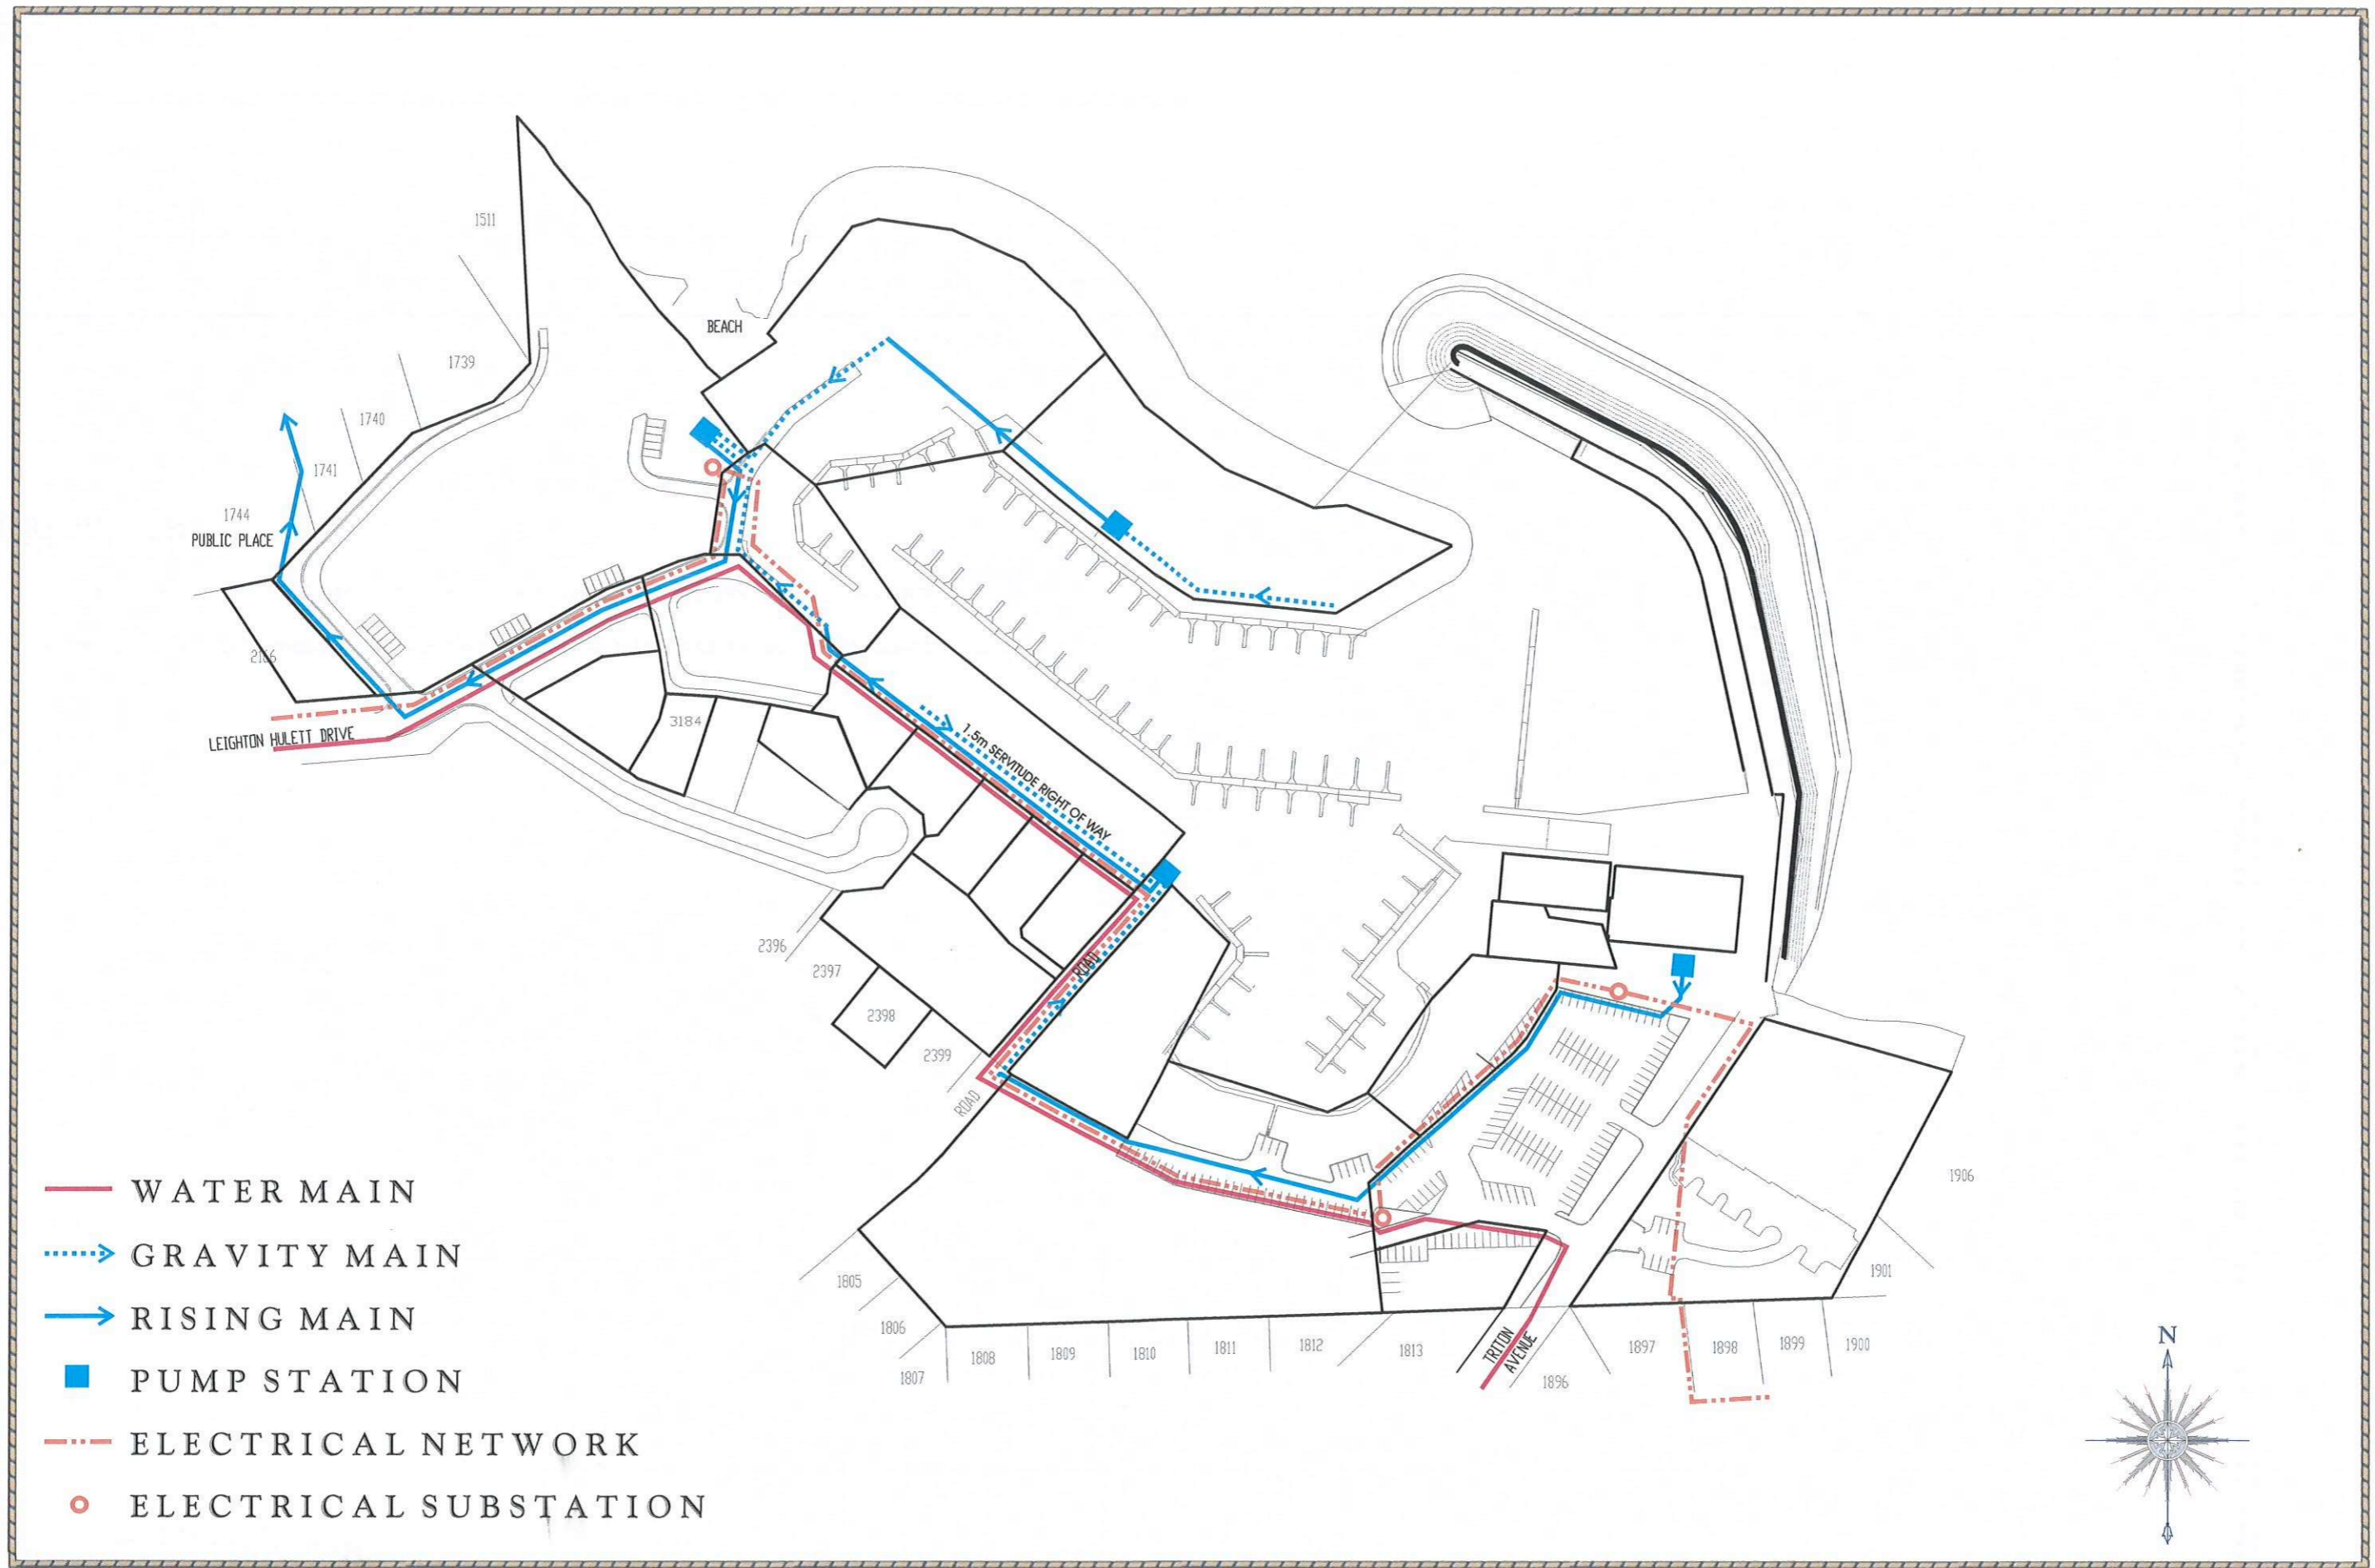 1511
BEACH
1739
1740
1741
1744
PUBLIC PLACE
2166
3184
LEIGHTON HULETT DRIVE
1.5m SERVITUDE RIGHT OF WAY
2396
2397
ROAD
2398
2399
ROAD
1906
1805
1901
1806
1808
1809
1810
1811
1812
1813
TRITON
AVENUE
1897
1898
1899
1900
1807
1896
WATER MAIN
GRAVITY MAIN
RISING MAIN
PUMP STATION
ELECTRICAL NETWORK
ELECTRICAL SUBSTATION
N